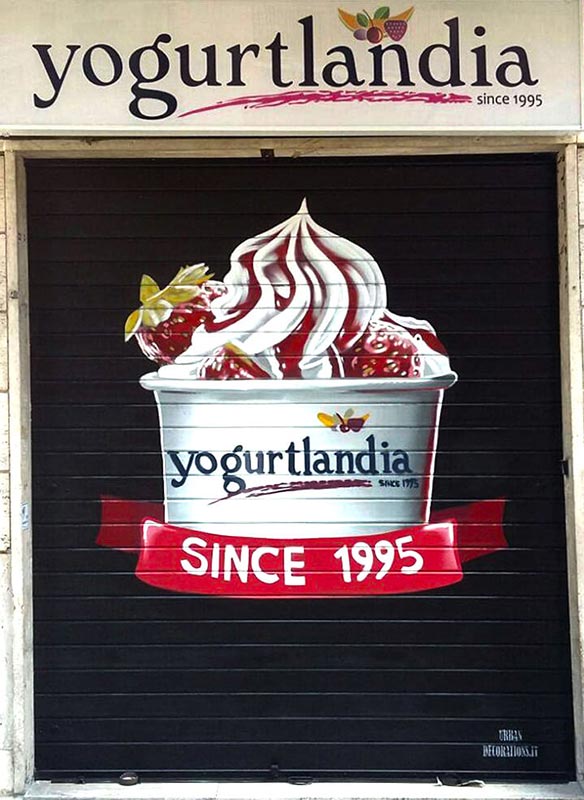 yogurtlandia
since 1995
yogurtlandia
SINCE 1995
SINCE 1995
URBAN
DECORATIONS.IT